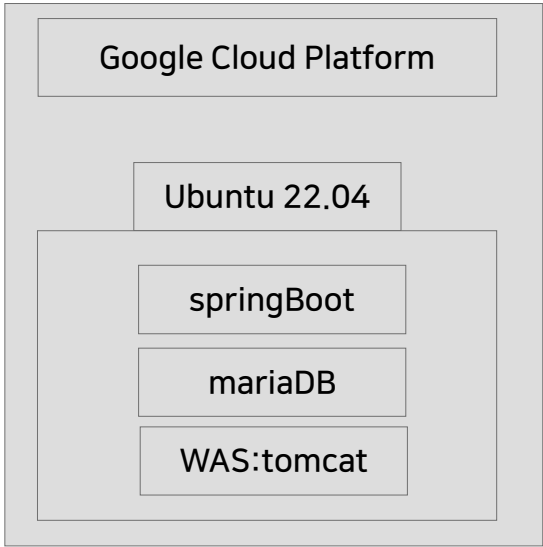 Google Cloud Platform
Ubuntu 22.04
springBoot
mariaDB
WAS:tomcat